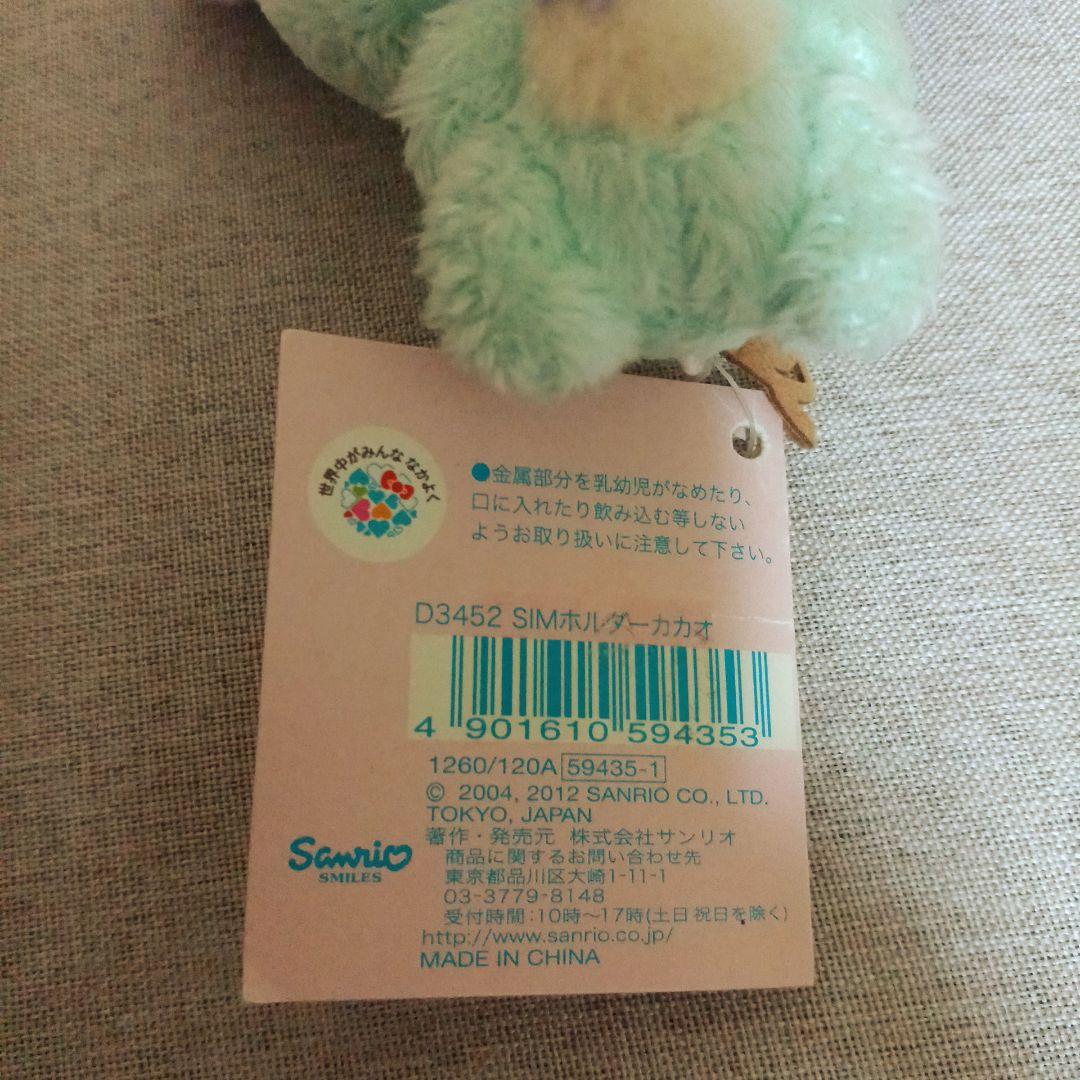 世界中がみんななかよく
●金属部分を乳幼児がなめたり、
口に入れたり飲み込む等しない
ようお取り扱いに注意して下さい。
D3452 SIMホルダーカカオ
4 901610 594353
1260/120A 59435-1
© 2004, 2012 SANRIO CO., LTD.
TOKYO, JAPAN
著作・発売元 株式会社サンリオ
商品に関するお問い合わせ先
東京都品川区大崎1-11-1
03-3779-8148
受付時間:10時～17時(土日祝日を除く)
http://www.sanrio.co.jp/
MADE IN CHINA
Sanrio
SMILES